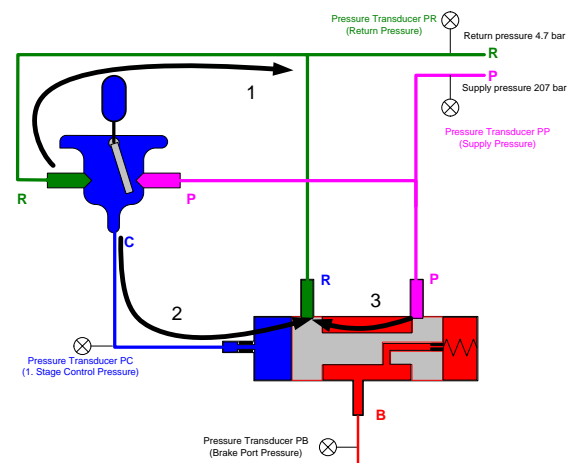 Pressure Transducer PR
(Return Pressure)
Return pressure 4.7 bar
R
P
Supply pressure 207 bar
1
Pressure Transducer PP
(Supply Pressure)
R
P
C
R
P
2
3
Pressure Transducer PC
(1. Stage Control Pressure)
B
Pressure Transducer PB
(Brake Port Pressure)